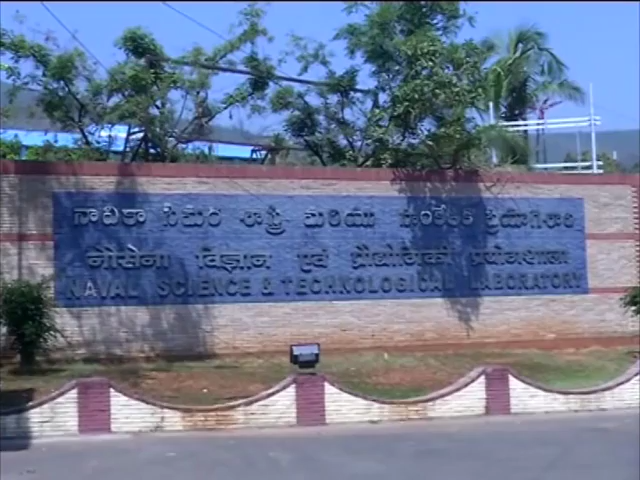 నావికా సైనిక శాస్త్ర మరియు సాంకేతిక ప్రయోగశాల
नौसेना विज्ञान एवं प्रौद्योगिकी प्रयोगशाला
NAVAL SCIENCE & TECHNOLOGICAL LABORATORY